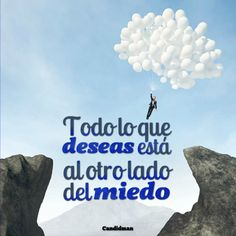 Todo lo que
deseas está
al otro lado
del miedo
Candidman